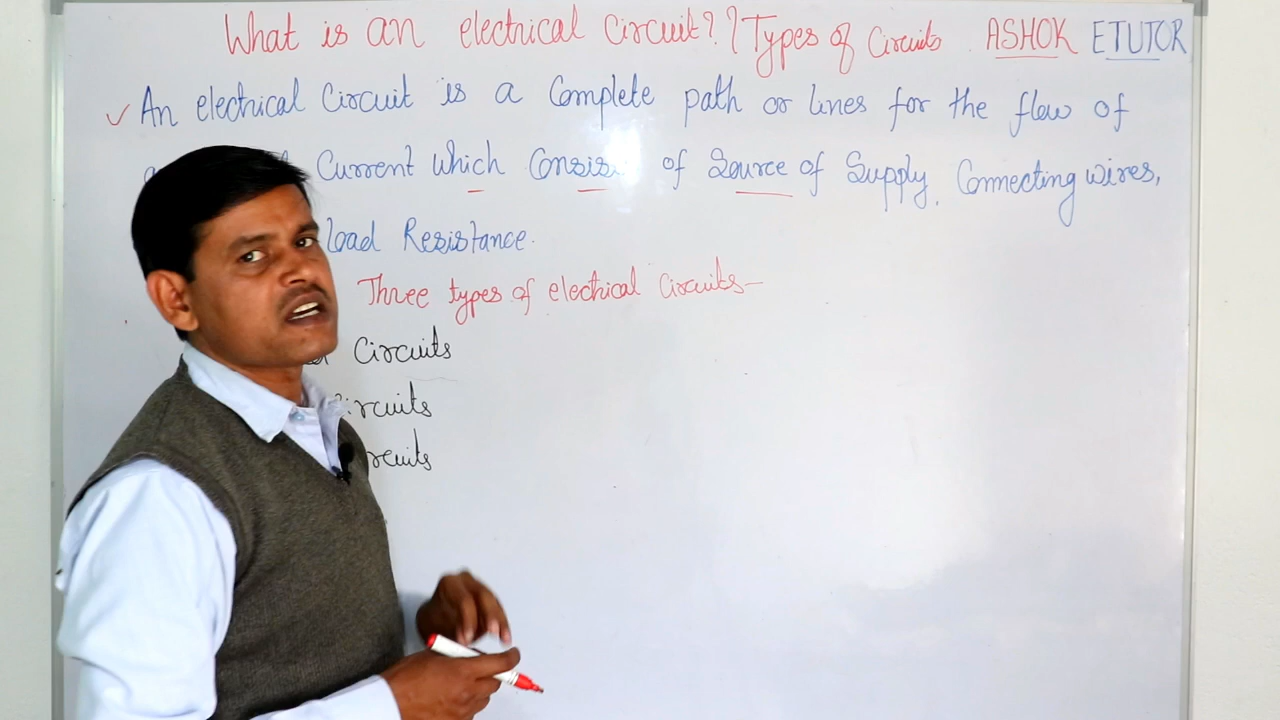 What is an electrical Circuit?? Types of Circuits. ASHOK ETUTOR
✓ An electrical Circuit is a Complete path or lines for the flow of
Current which Consis of Source of Supply, Connecting wires,
load Resistance.
Three types of electrical Circuits-
Circuits
ircuits
rcuits